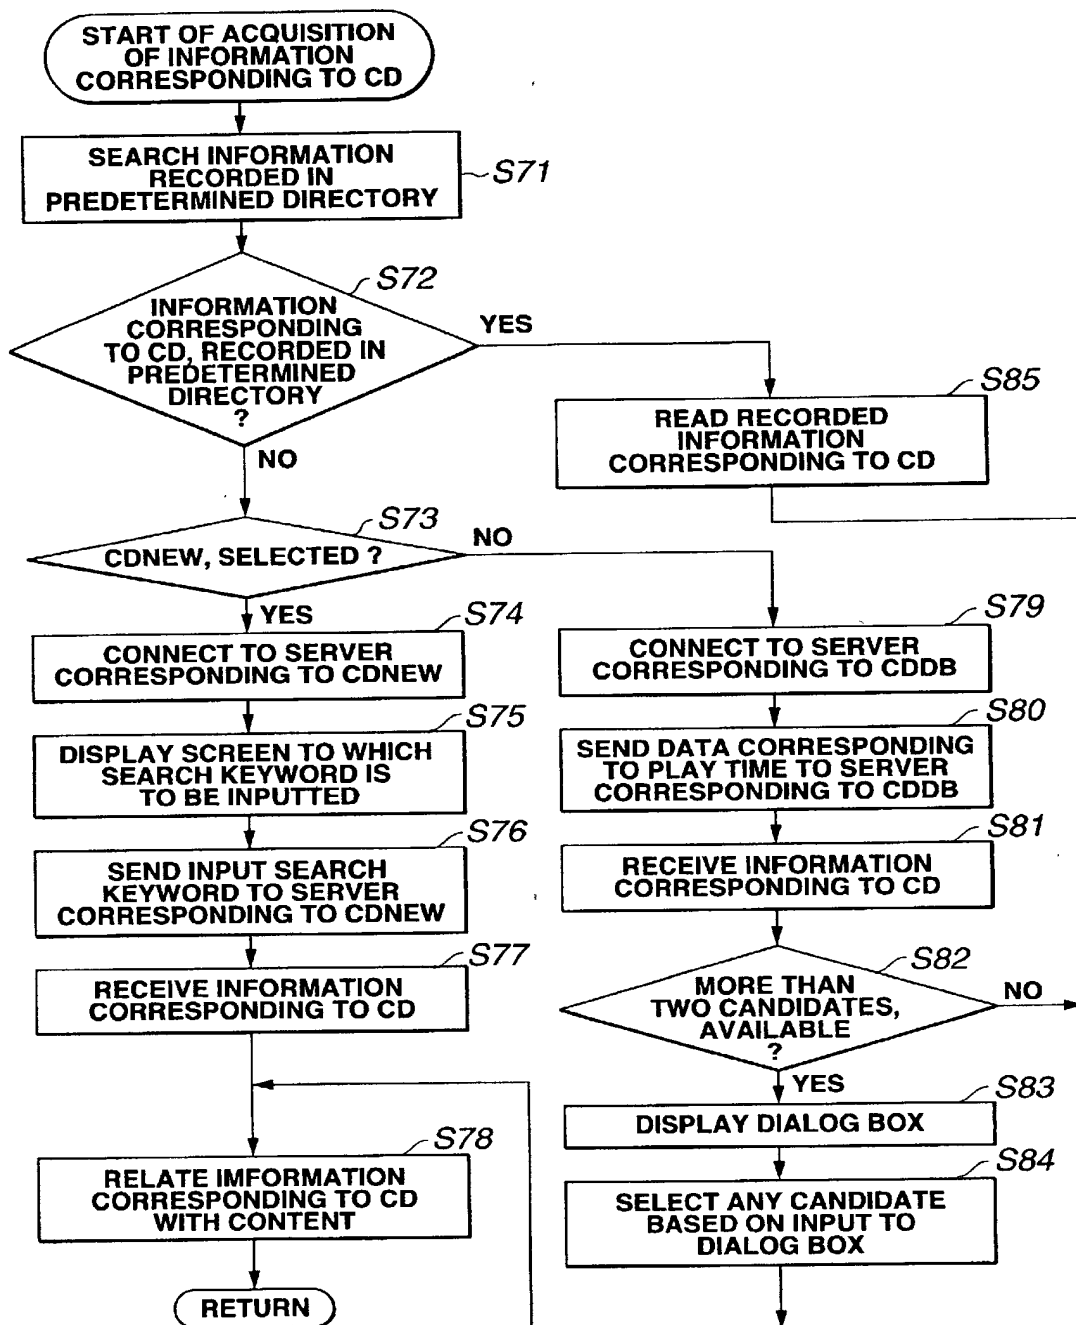 START OF ACQUISITION
OF INFORMATION
CORRESPONDING TO CD
SEARCH INFORMATION
RECORDED IN
PREDETERMINED DIRECTORY
S71
S72
INFORMATION
CORRESPONDING
TO CD, RECORDED IN
PREDETERMINED
DIRECTORY
?
YES
NO
S85
READ RECORDED
INFORMATION
CORRESPONDING TO CD
S73
CDNEW, SELECTED ?
NO
YES
S74
CONNECT TO SERVER
CORRESPONDING TO CDNEW
S75
DISPLAY SCREEN TO WHICH
SEARCH KEYWORD IS
TO BE INPUTTED
S76
SEND INPUT SEARCH
KEYWORD TO SERVER
CORRESPONDING TO CDNEW
S77
RECEIVE INFORMATION
CORRESPONDING TO CD
S78
RELATE IMFORMATION
CORRESPONDING TO CD
WITH CONTENT
RETURN
S79
CONNECT TO SERVER
CORRESPONDING TO CDDB
S80
SEND DATA CORRESPONDING
TO PLAY TIME TO SERVER
CORRESPONDING TO CDDB
S81
RECEIVE INFORMATION
CORRESPONDING TO CD
S82
MORE THAN
TWO CANDIDATES,
AVAILABLE
?
NO
YES
S83
DISPLAY DIALOG BOX
S84
SELECT ANY CANDIDATE
BASED ON INPUT TO
DIALOG BOX